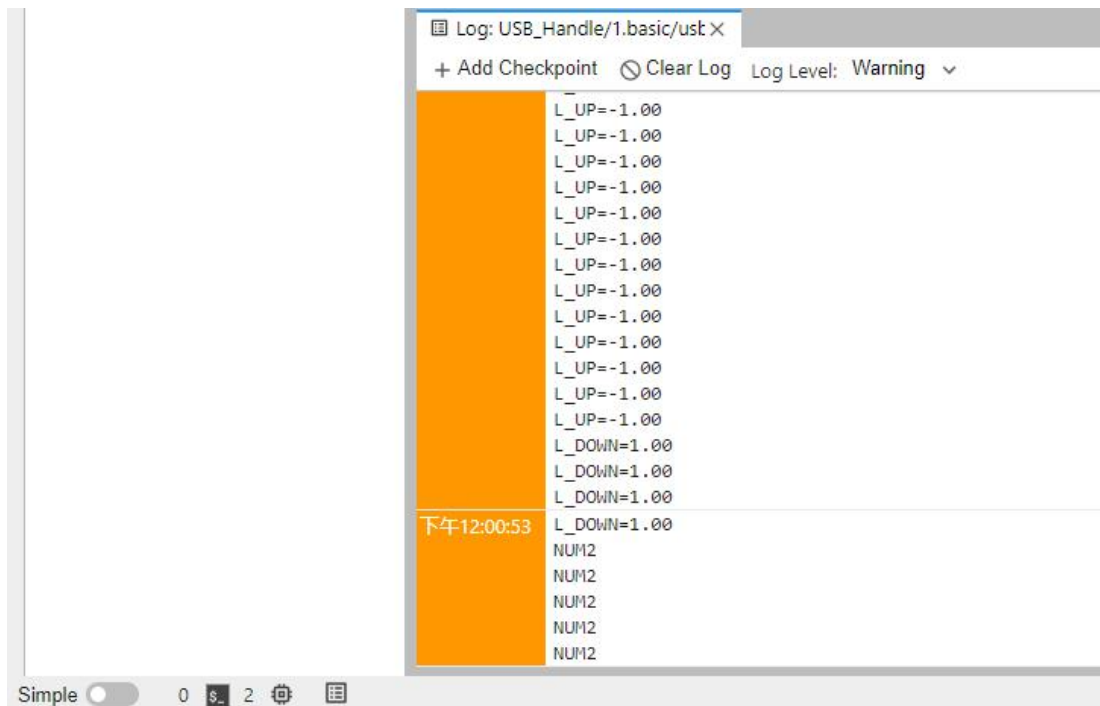 Log: USB_Handle/1.basic/ust
+ Add Checkpoint Clear Log Log Level: Warning
L_UP=-1.00
L_UP=-1.00
L_UP=-1.00
L_UP=-1.00
L_UP=-1.00
L_UP=-1.00
L_UP=-1.00
L_UP=-1.00
L_UP=-1.00
L_UP=-1.00
L_UP=-1.00
L_UP=-1.00
L_UP=-1.00
L_DOWN=1.00
L_DOWN=1.00
L_DOWN=1.00
下午12:00:53 L_DOWN=1.00
NUM2
NUM2
NUM2
NUM2
NUM2
Simple 0 $_ 2